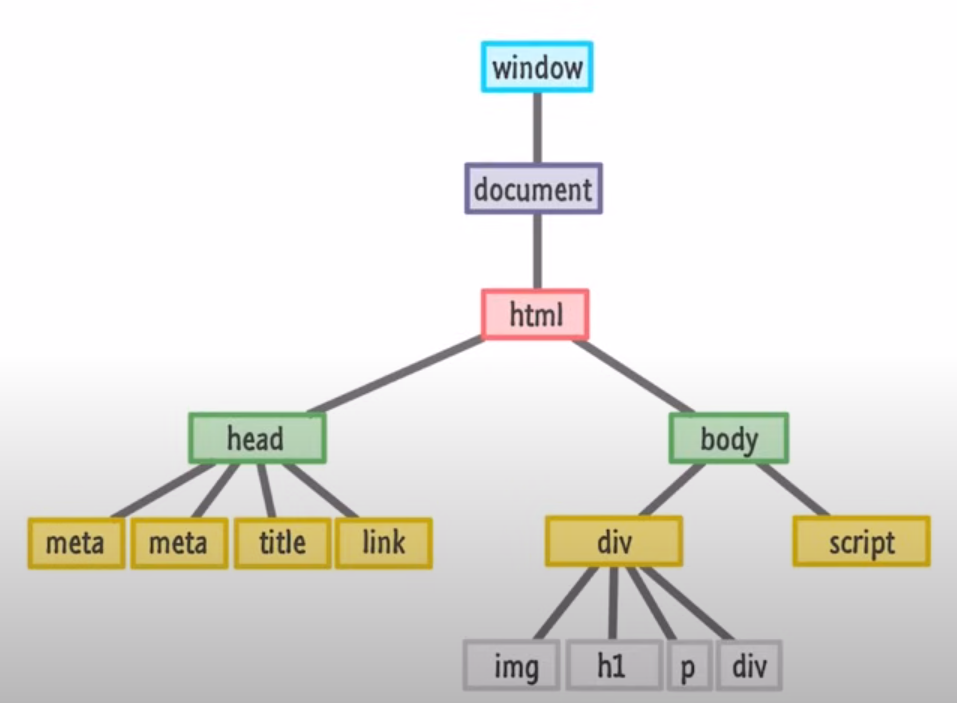 window
document
html
head
body
meta
meta
title
link
div
script
img
h1
p
div